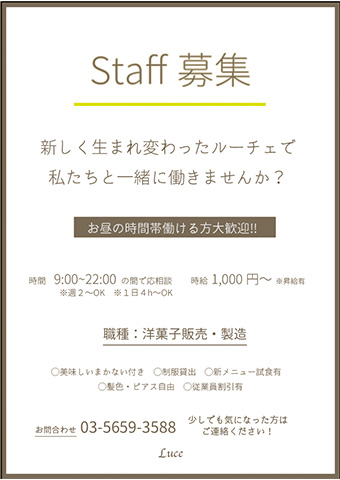 Staff 募集
新しく生まれ変わったルーチェで
私たちと一緒に働きませんか？
お昼の時間帯働ける方大歓迎!!
時間 9:00~22:00 の間で応相談 時給 1,000 円〜 ※昇給有
※週２〜OK ※１日４h〜OK
職種：洋菓子販売・製造
〇美味しいまかない付き 〇制服貸出 〇新メニュー試食有
〇髪色・ピアス自由 〇従業員割引有
お問合わせ 03-5659-3588 少しでも気になった方は
ご連絡ください！
Luce